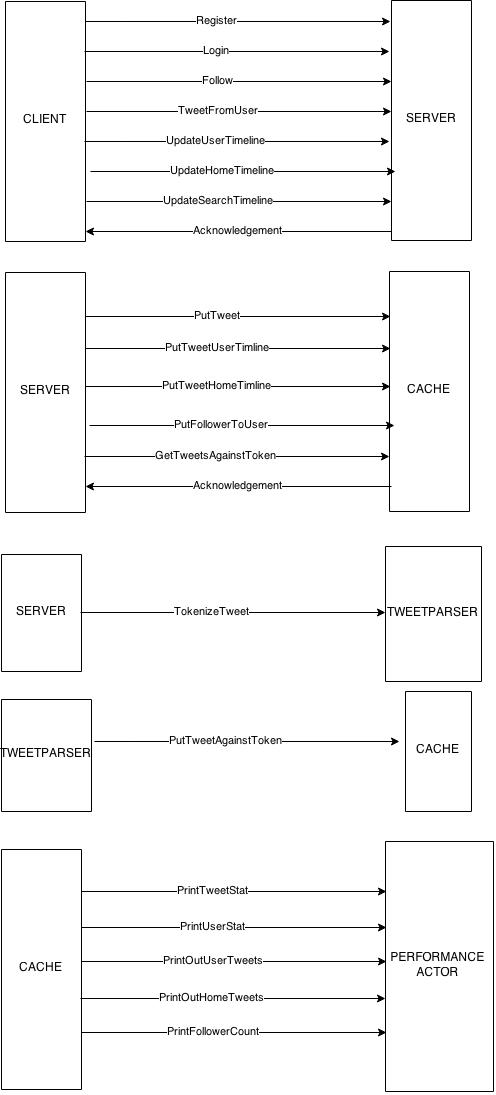 Register
Login
Follow
TweetFromUser
CLIENT
SERVER
UpdateUserTimeline
UpdateHomeTimeline
UpdateSearchTimeline
Acknowledgement
PutTweet
PutTweetUserTimline
PutTweetHomeTimline
SERVER
CACHE
PutFollowerToUser
GetTweetsAgainstToken
Acknowledgement
SERVER
TokenizeTweet
TWEETPARSER
PutTweetAgainstToken
TWEETPARSER
CACHE
PrintTweetStat
PrintUserStat
PrintOutUserTweets
CACHE
PERFORMANCE
ACTOR
PrintOutHomeTweets
PrintFollowerCount